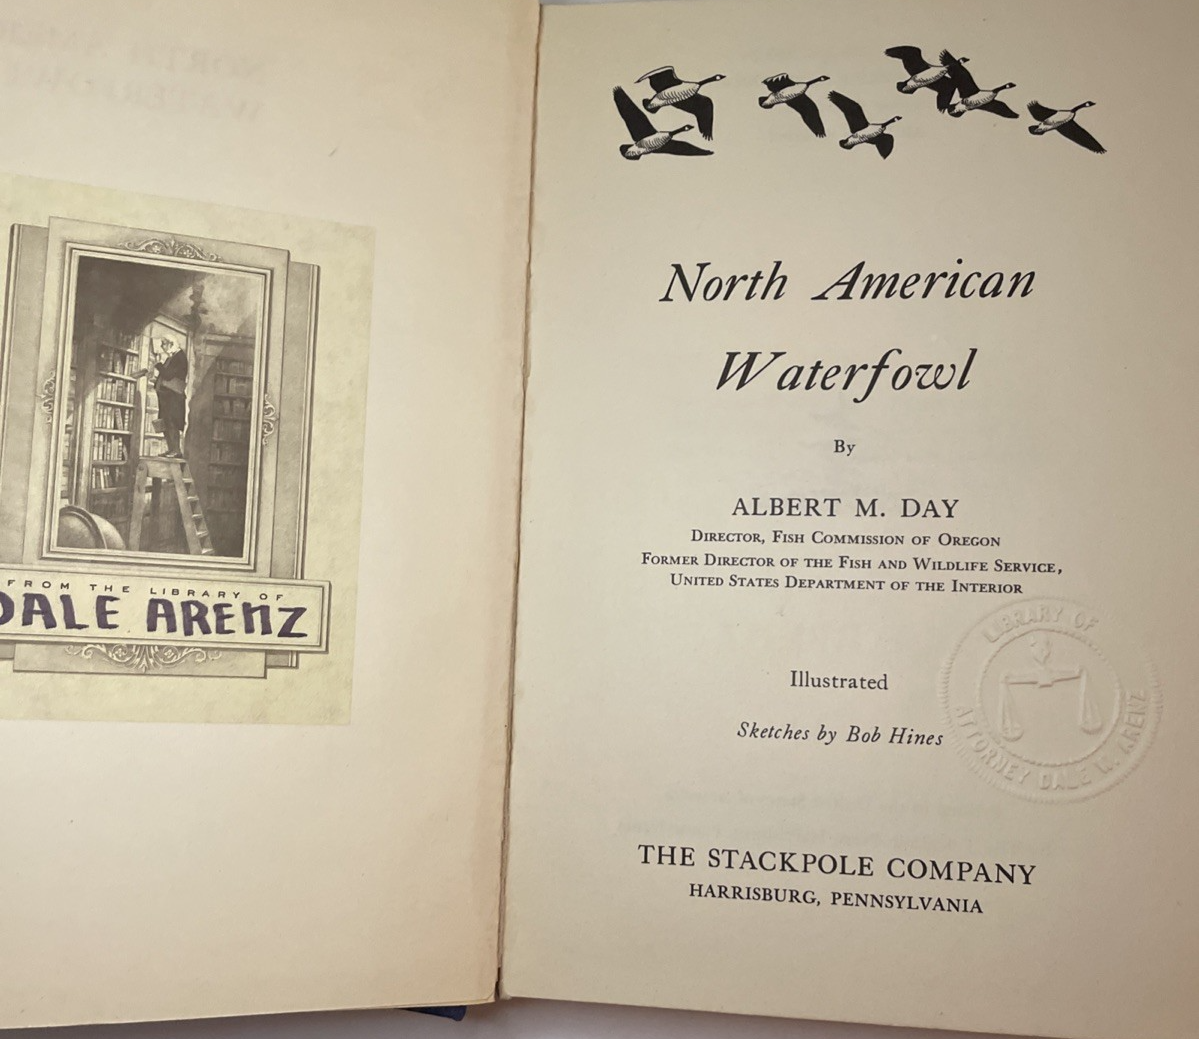 FROM THE LIBRARY OF
DALE ARENZ
North American
Waterfowl
By
ALBERT M. DAY
Director, Fish Commission of Oregon
Former Director of the Fish and Wildlife Service,
United States Department of the Interior
Illustrated
Sketches by Bob Hines
LIBRARY OF
ATTORNEY DALE W. ARENZ
THE STACKPOLE COMPANY
HARRISBURG, PENNSYLVANIA